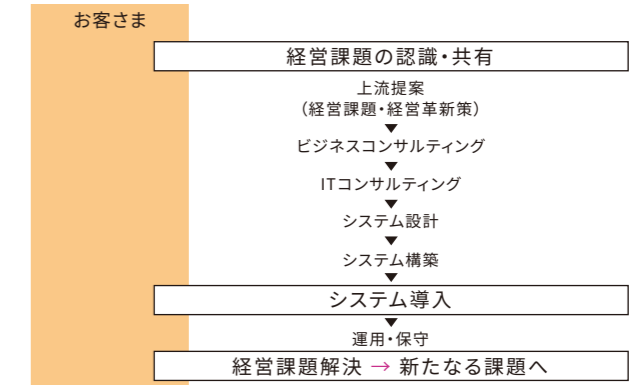 お客さま
経営課題の認識・共有
上流提案
（経営課題・経営革新策）
▼
ビジネスコンサルティング
▼
ITコンサルティング
▼
システム設計
▼
システム構築
▼
システム導入
▼
運用・保守
経営課題解決 → 新たなる課題へ